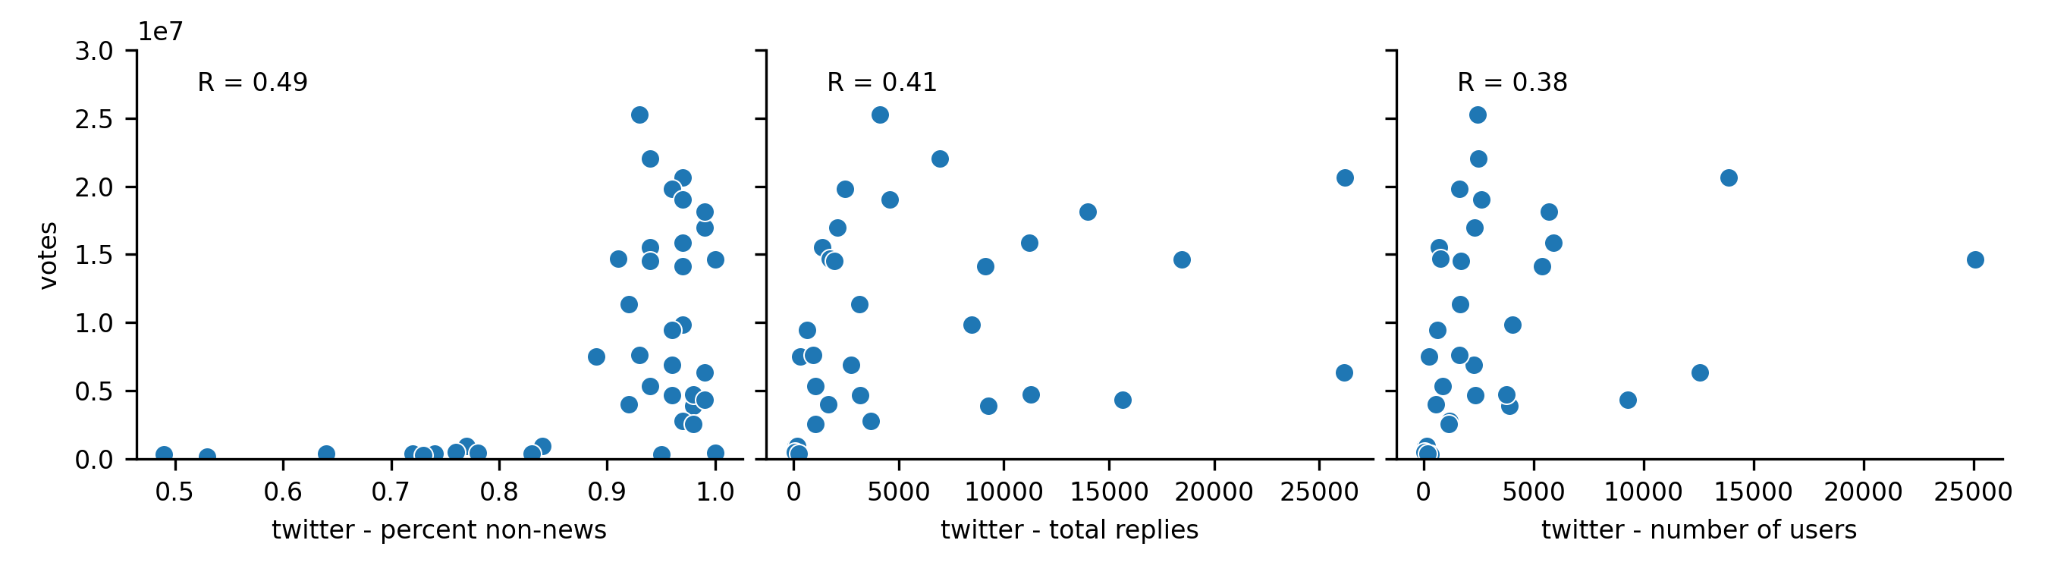 1e7
3.0
2.5
2.0
1.5
1.0
0.5
0.0
votes
R = 0.49
0.5 0.6 0.7 0.8 0.9 1.0
twitter - percent non-news
R = 0.41
0 5000 10000 15000 20000 25000
twitter - total replies
R = 0.38
0 5000 10000 15000 20000 25000
twitter - number of users